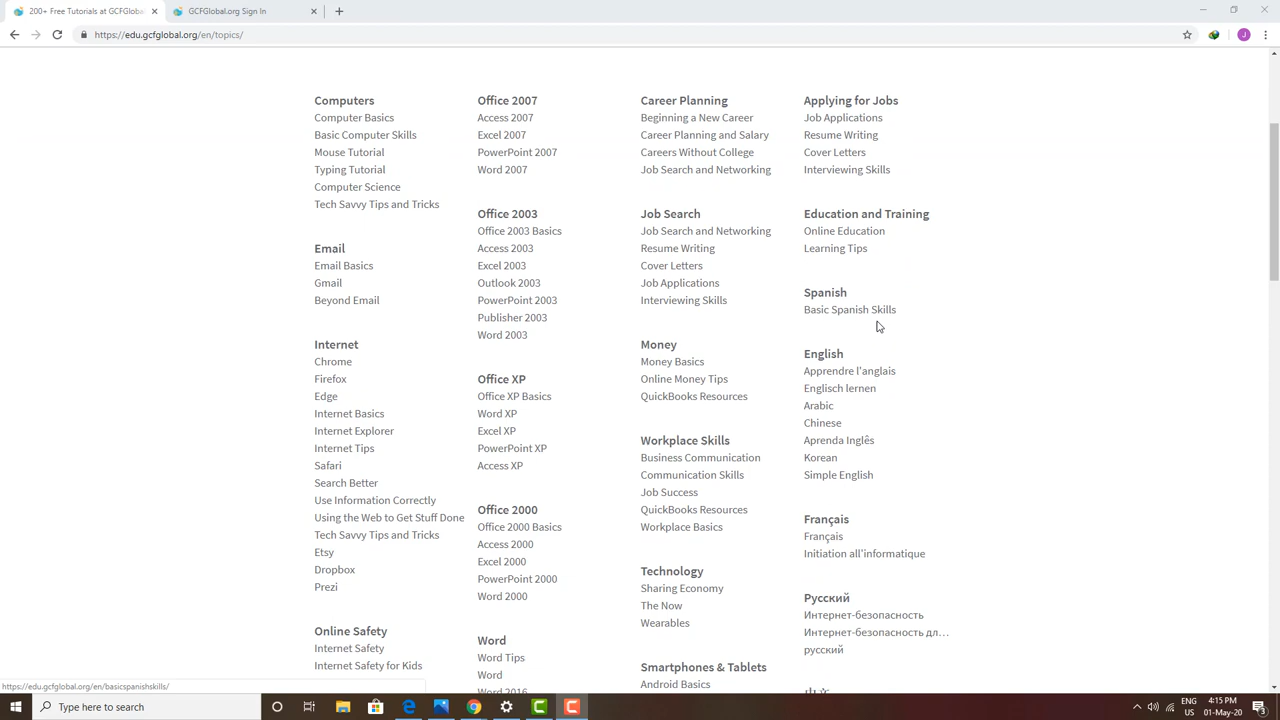 200+ Free Tutorials at GCFGloba
GCFGlobal.org Sign In
https://edu.gcfglobal.org/en/topics/
J
Computers
Computer Basics
Basic Computer Skills
Mouse Tutorial
Typing Tutorial
Computer Science
Tech Savvy Tips and Tricks
Email
Email Basics
Gmail
Beyond Email
Internet
Chrome
Firefox
Edge
Internet Basics
Internet Explorer
Internet Tips
Safari
Search Better
Use Information Correctly
Using the Web to Get Stuff Done
Tech Savvy Tips and Tricks
Etsy
Dropbox
Prezi
Online Safety
Internet Safety
Internet Safety for Kids
Office 2007
Access 2007
Excel 2007
PowerPoint 2007
Word 2007
Office 2003
Office 2003 Basics
Access 2003
Excel 2003
Outlook 2003
PowerPoint 2003
Publisher 2003
Word 2003
Office XP
Office XP Basics
Word XP
Excel XP
PowerPoint XP
Access XP
Office 2000
Office 2000 Basics
Access 2000
Excel 2000
PowerPoint 2000
Word 2000
Word
Word Tips
Word
Word 2016
Career Planning
Beginning a New Career
Career Planning and Salary
Careers Without College
Job Search and Networking
Job Search
Job Search and Networking
Resume Writing
Cover Letters
Job Applications
Interviewing Skills
Money
Money Basics
Online Money Tips
QuickBooks Resources
Workplace Skills
Business Communication
Communication Skills
Job Success
QuickBooks Resources
Workplace Basics
Technology
Sharing Economy
The Now
Wearables
Smartphones & Tablets
Android Basics
Applying for Jobs
Job Applications
Resume Writing
Cover Letters
Interviewing Skills
Education and Training
Online Education
Learning Tips
Spanish
Basic Spanish Skills
English
Apprendre l'anglais
Englisch lernen
Arabic
Chinese
Aprenda Inglês
Korean
Simple English
Français
Français
Initiation all'informatique
Русский
Интернет-безопасность
Интернет-безопасность дл…
русский
https://edu.gcfglobal.org/en/basicspanishskills/
Type here to search
ENG
US
4:15 PM
01-May-20
3